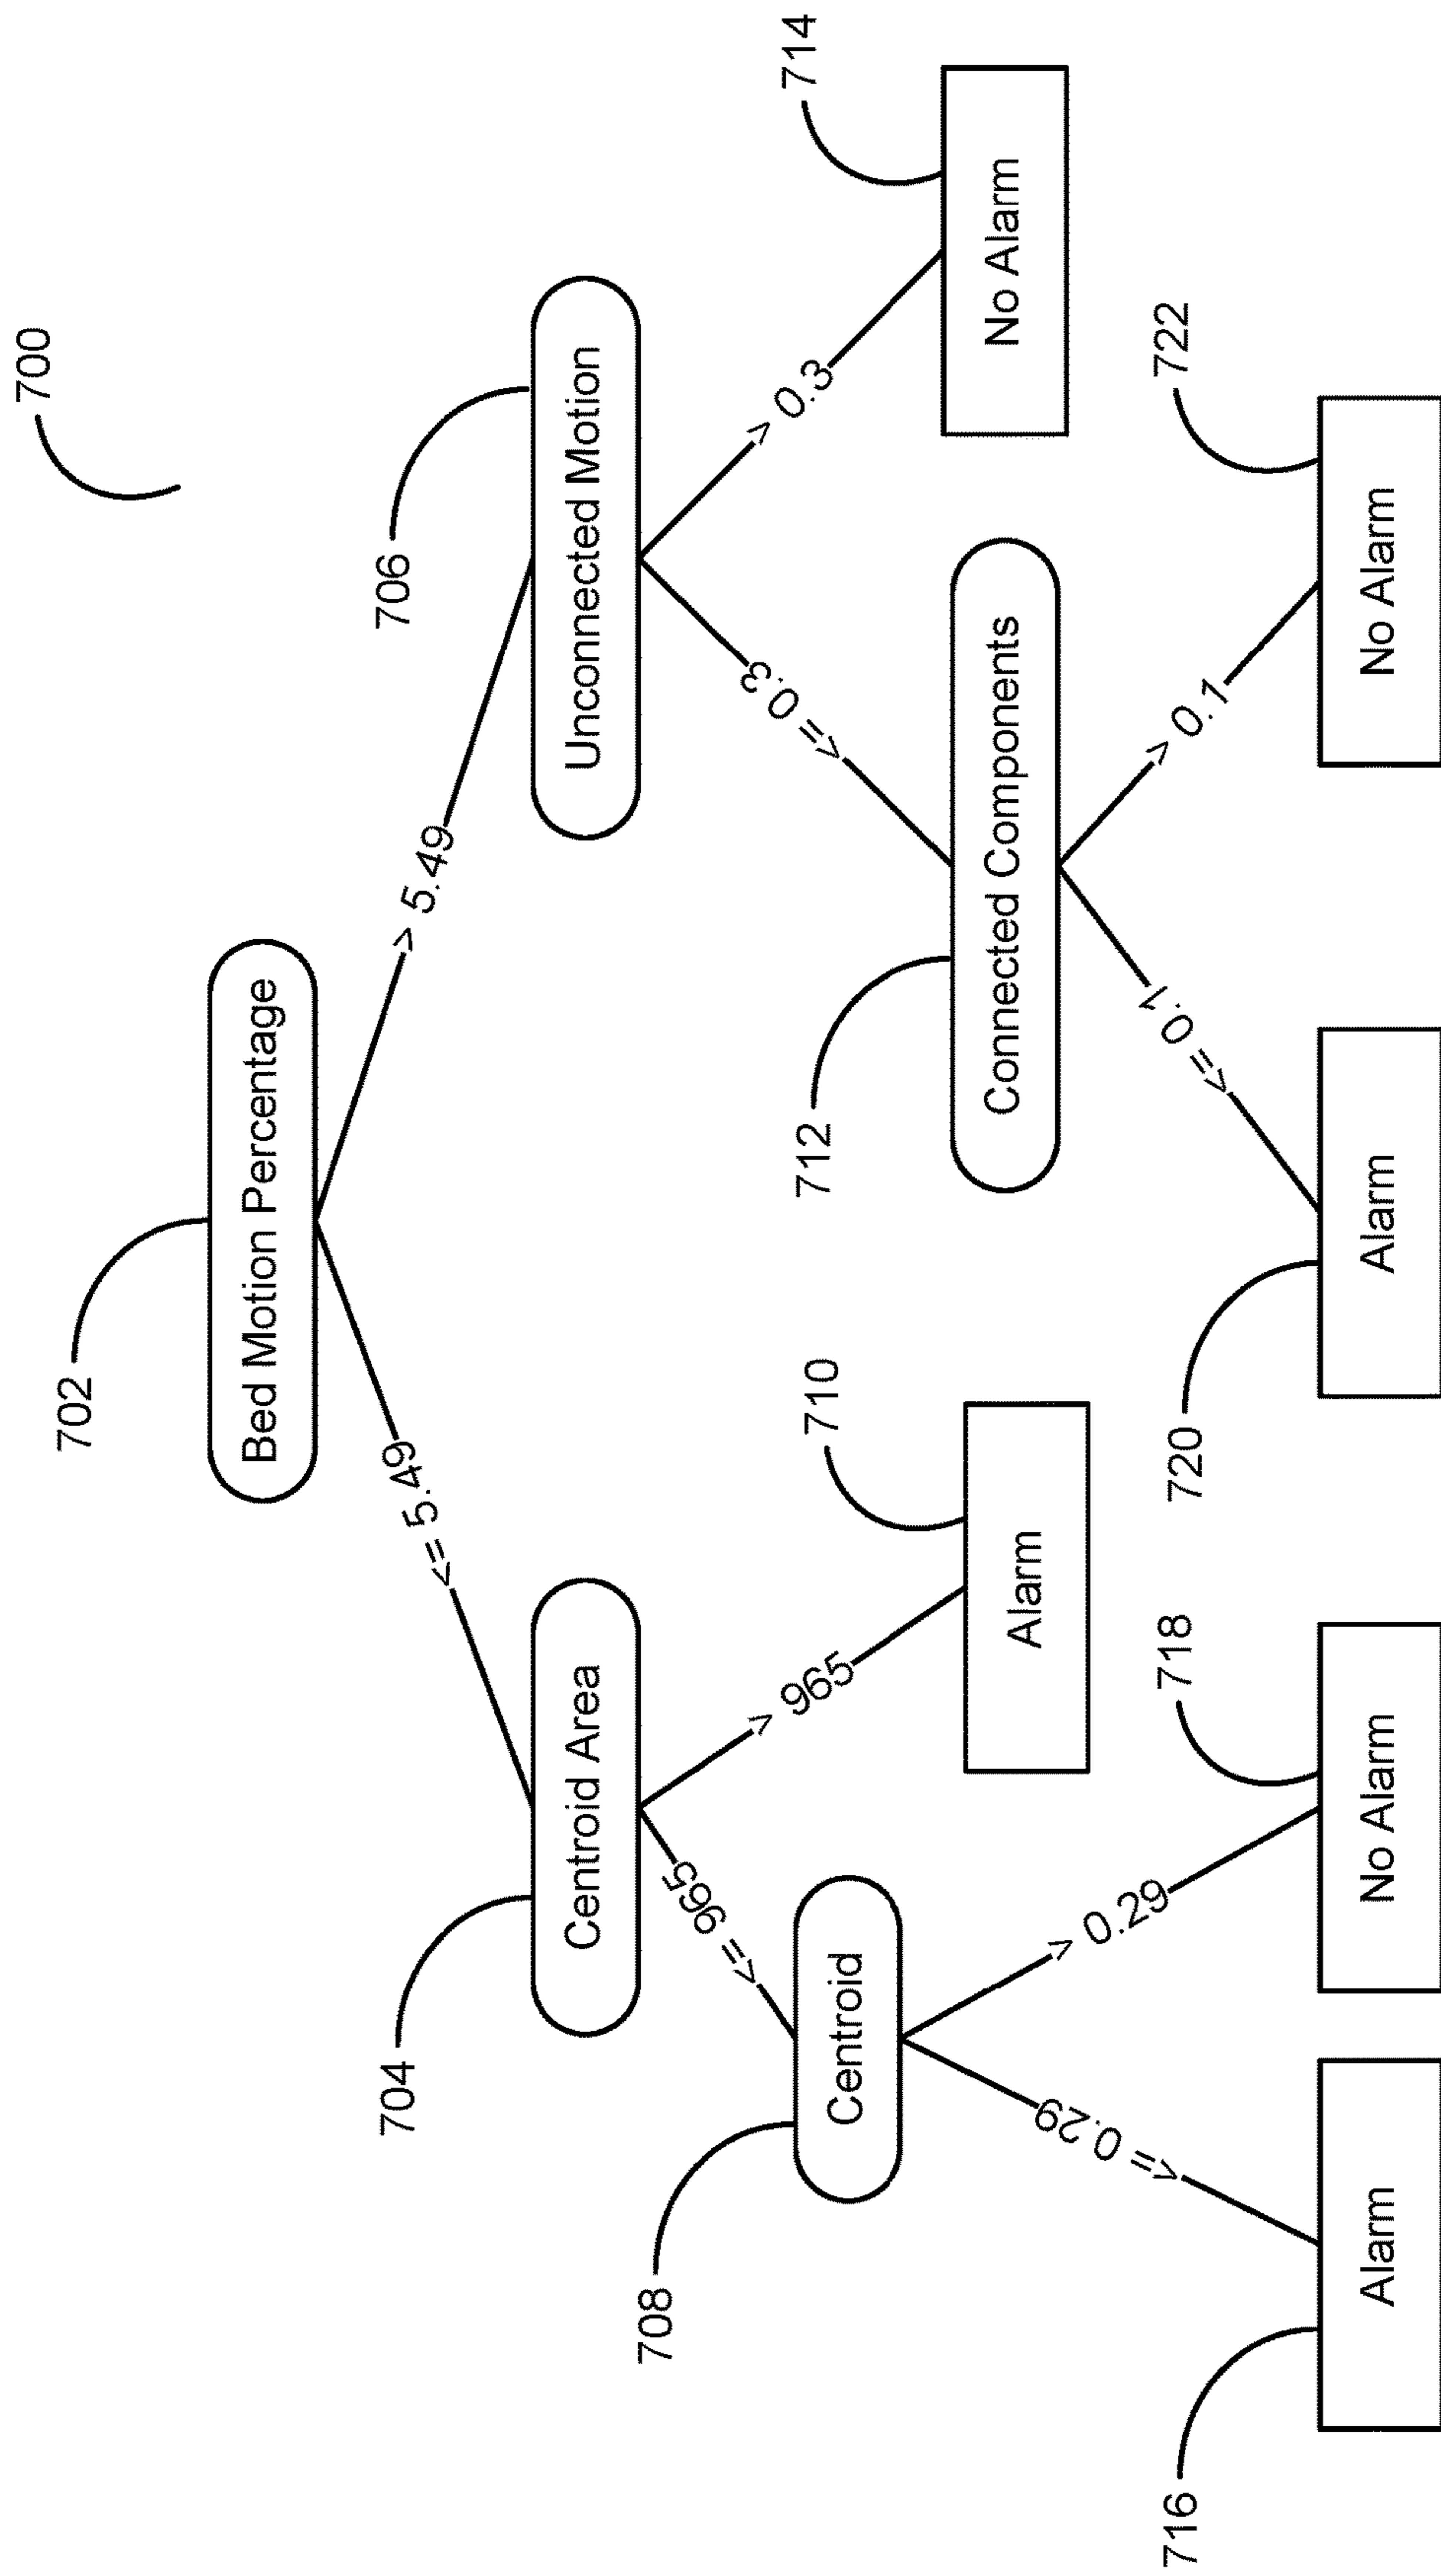 700
702
Bed Motion Percentage
<= 5.49
> 5.49
704
Centroid Area
706
Unconnected Motion
<= 965
> 965
<= 0.3
> 0.3
708
Centroid
710
Alarm
712
Connected Components
714
No Alarm
<= 0.29
> 0.29
<= 0.1
> 0.1
716
Alarm
718
No Alarm
720
Alarm
722
No Alarm